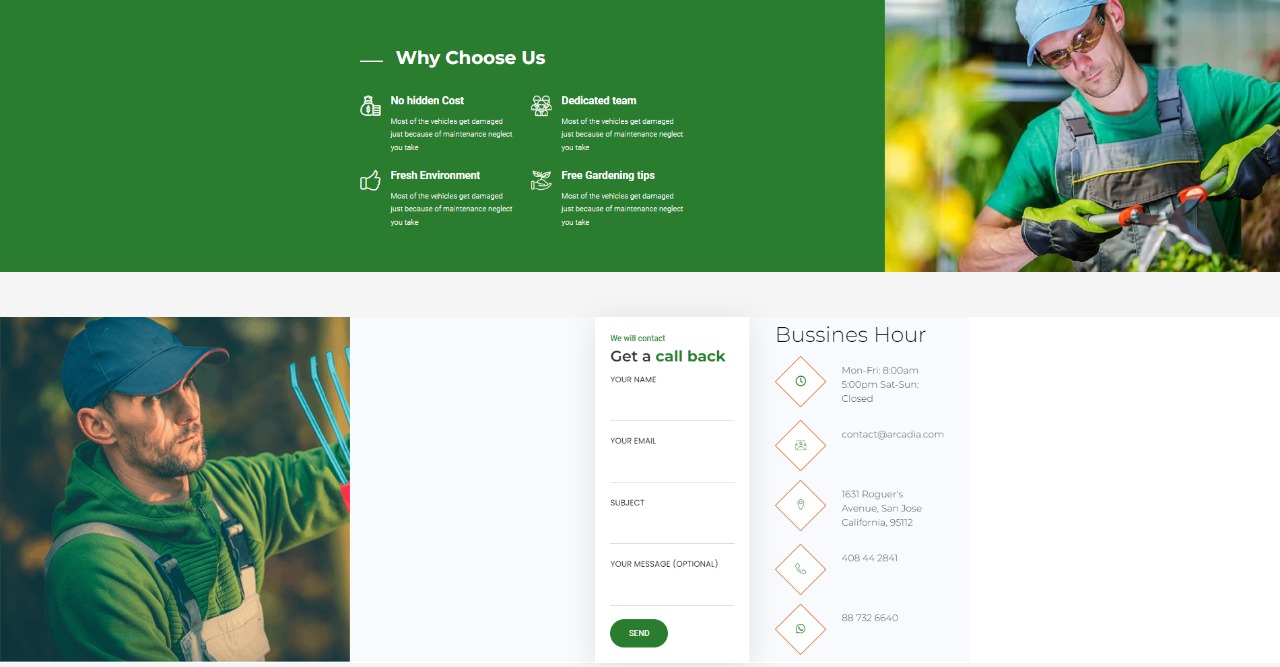 Why Choose Us
No hidden Cost
Most of the vehicles get damaged
just because of maintenance neglect
you take
Dedicated team
Most of the vehicles get damaged
just because of maintenance neglect
you take
Fresh Environment
Most of the vehicles get damaged
just because of maintenance neglect
you take
Free Gardening tips
Most of the vehicles get damaged
just because of maintenance neglect
you take
We will contact
Get a call back
YOUR NAME
YOUR EMAIL
SUBJECT
YOUR MESSAGE (OPTIONAL)
SEND
Bussines Hour
Mon-Fri: 8:00am
5:00pm Sat-Sun:
Closed
contact@arcadia.com
1631 Roguer's
Avenue, San Jose
California, 95112
408 44 2841
88 732 6640